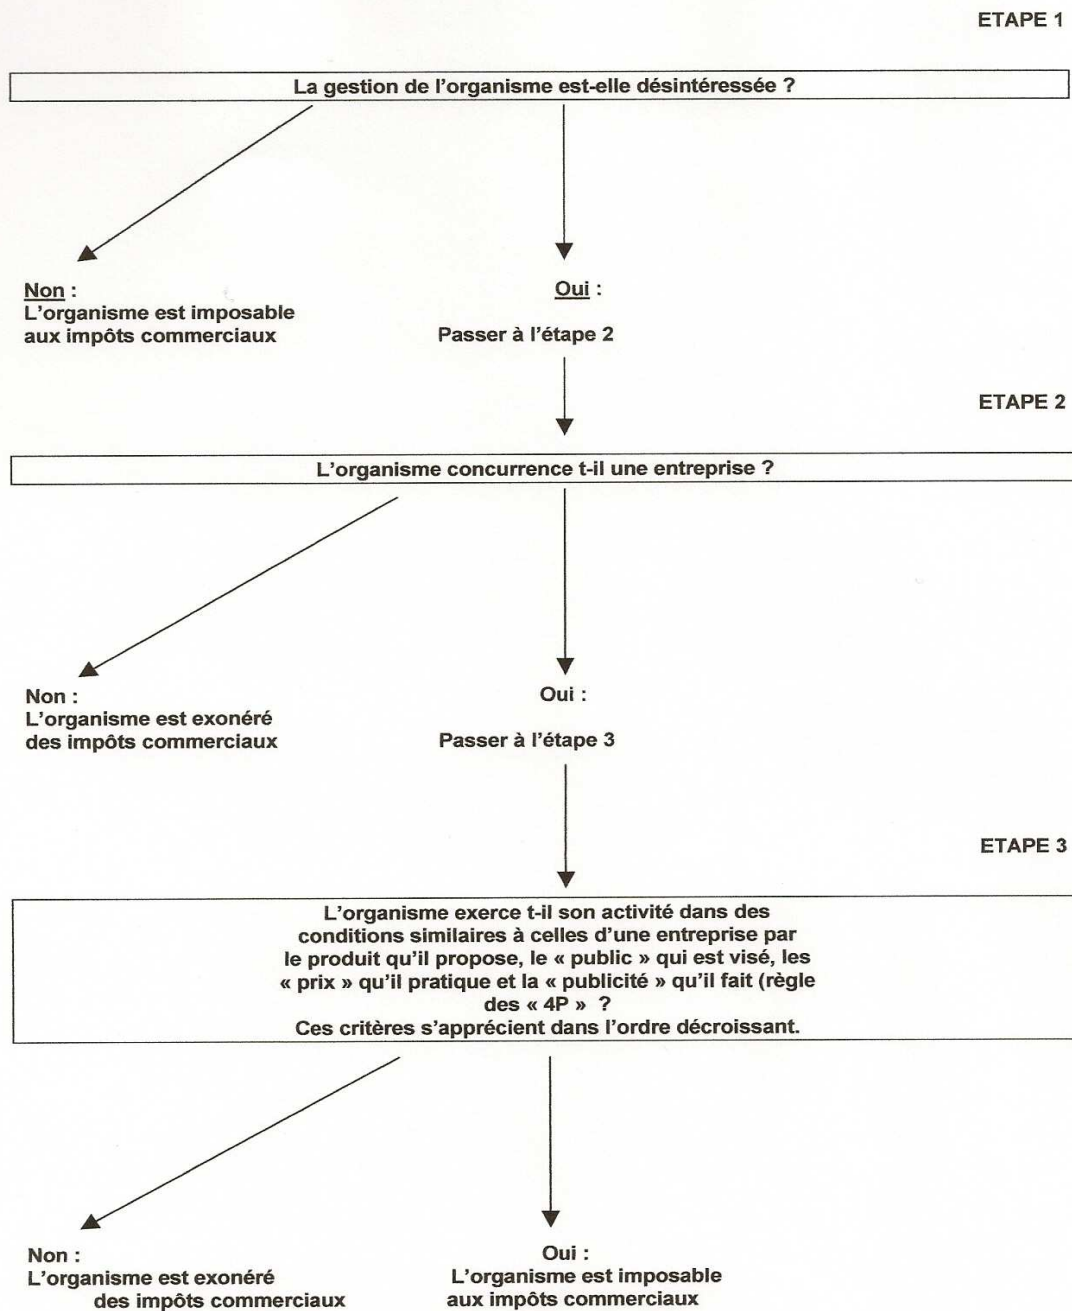 ETAPE 1
La gestion de l'organisme est-elle désintéressée ?
Non :
L'organisme est imposable
aux impôts commerciaux
Oui :
Passer à l'étape 2
ETAPE 2
L'organisme concurrence t-il une entreprise ?
Non :
L'organisme est exonéré
des impôts commerciaux
Oui :
Passer à l'étape 3
ETAPE 3
L'organisme exerce t-il son activité dans des
conditions similaires à celles d'une entreprise par
le produit qu'il propose, le « public » qui est visé, les
« prix » qu'il pratique et la « publicité » qu'il fait (règle
des « 4P »  ?
Ces critères s'apprécient dans l'ordre décroissant.
Non :
L'organisme est exonéré
des impôts commerciaux
Oui :
L'organisme est imposable
aux impôts commerciaux